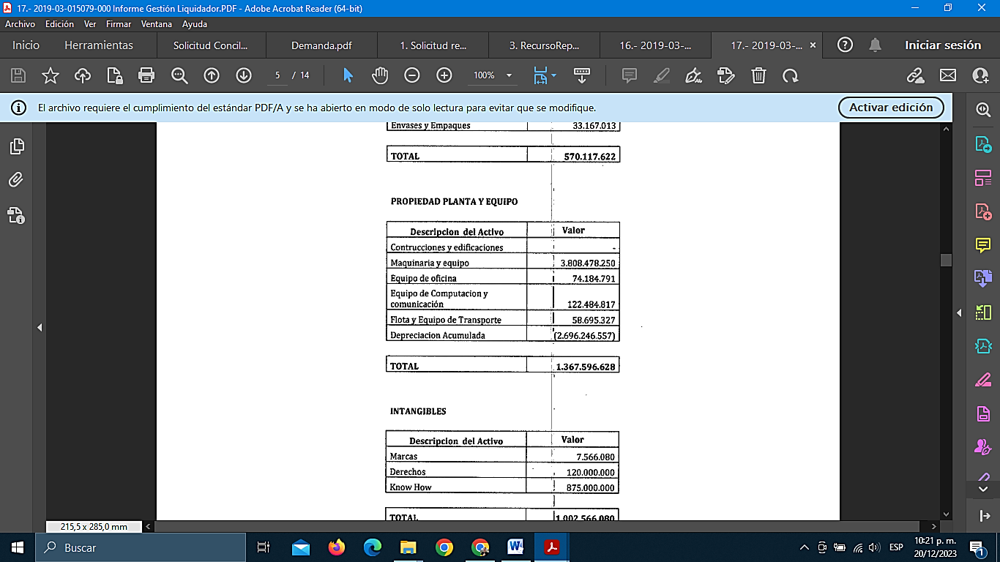 17.- 2019-03-015079-000 Informe Gestión Liquidador.PDF - Adobe Acrobat Reader (64-bit)
Archivo Edición Ver Firmar Ventana Ayuda
Inicio Herramientas Solicitud Concil... Demanda.pdf 1. Solicitud re... 3. RecursoRep... 16.- 2019-03-... 17.- 2019-03-... × Iniciar sesión
5 / 14 100%
El archivo requiere el cumplimiento del estándar PDF/A y se ha abierto en modo de solo lectura para evitar que se modifique. Activar edición
Envases y Empaques 33.167.013
TOTAL 570.117.622
PROPIEDAD PLANTA Y EQUIPO
Descripcion del Activo Valor
Contrucciones y edificaciones -
Maquinaria y equipo 3.808.478.250
Equipo de oficina 74.184.791
Equipo de Computacion y
comunicación 122.484.817
Flota y Equipo de Transporte 58.695.327
Depreciacion Acumulada (2.696.246.557)
TOTAL 1.367.596.628
INTANGIBLES
Descripcion del Activo Valor
Marcas 7.566.080
Derechos 120.000.000
Know How 875.000.000
TOTAL 1.002.566.080
215,5 x 285,0 mm
Buscar ESP 10:21 p. m.
20/12/2023 1